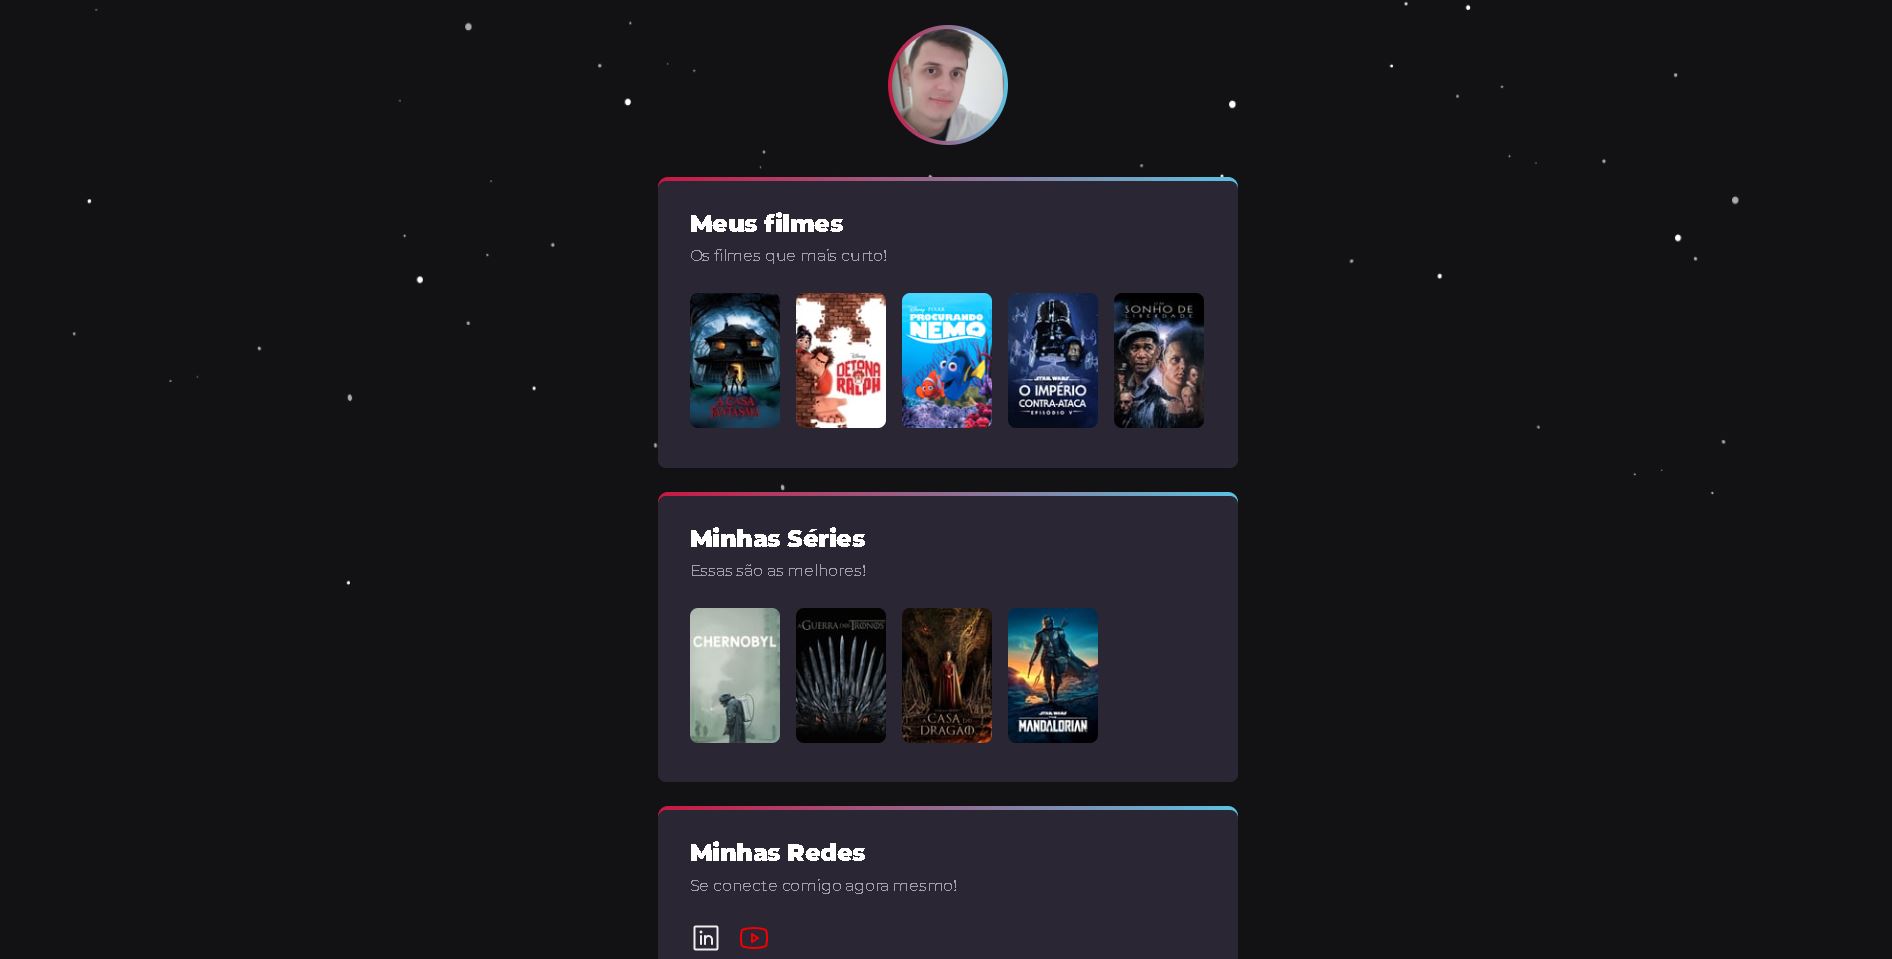 Meus filmes
Os filmes que mais curto!
A CASA
FANTASMA
Disney
DETONA
RALPH
Disney PIXAR
PROCURANDO
NEMO
STAR WARS
O IMPÉRIO
CONTRA-ATACA
EPISÓDIO V
SONHO DE
LIBERDADE
Minhas Séries
Essas são as melhores!
CHERNOBYL
A GUERRA DOS TRONOS
A CASA DO
DRAGÃO
STAR WARS
MANDALORIAN
Minhas Redes
Se conecte comigo agora mesmo!
in